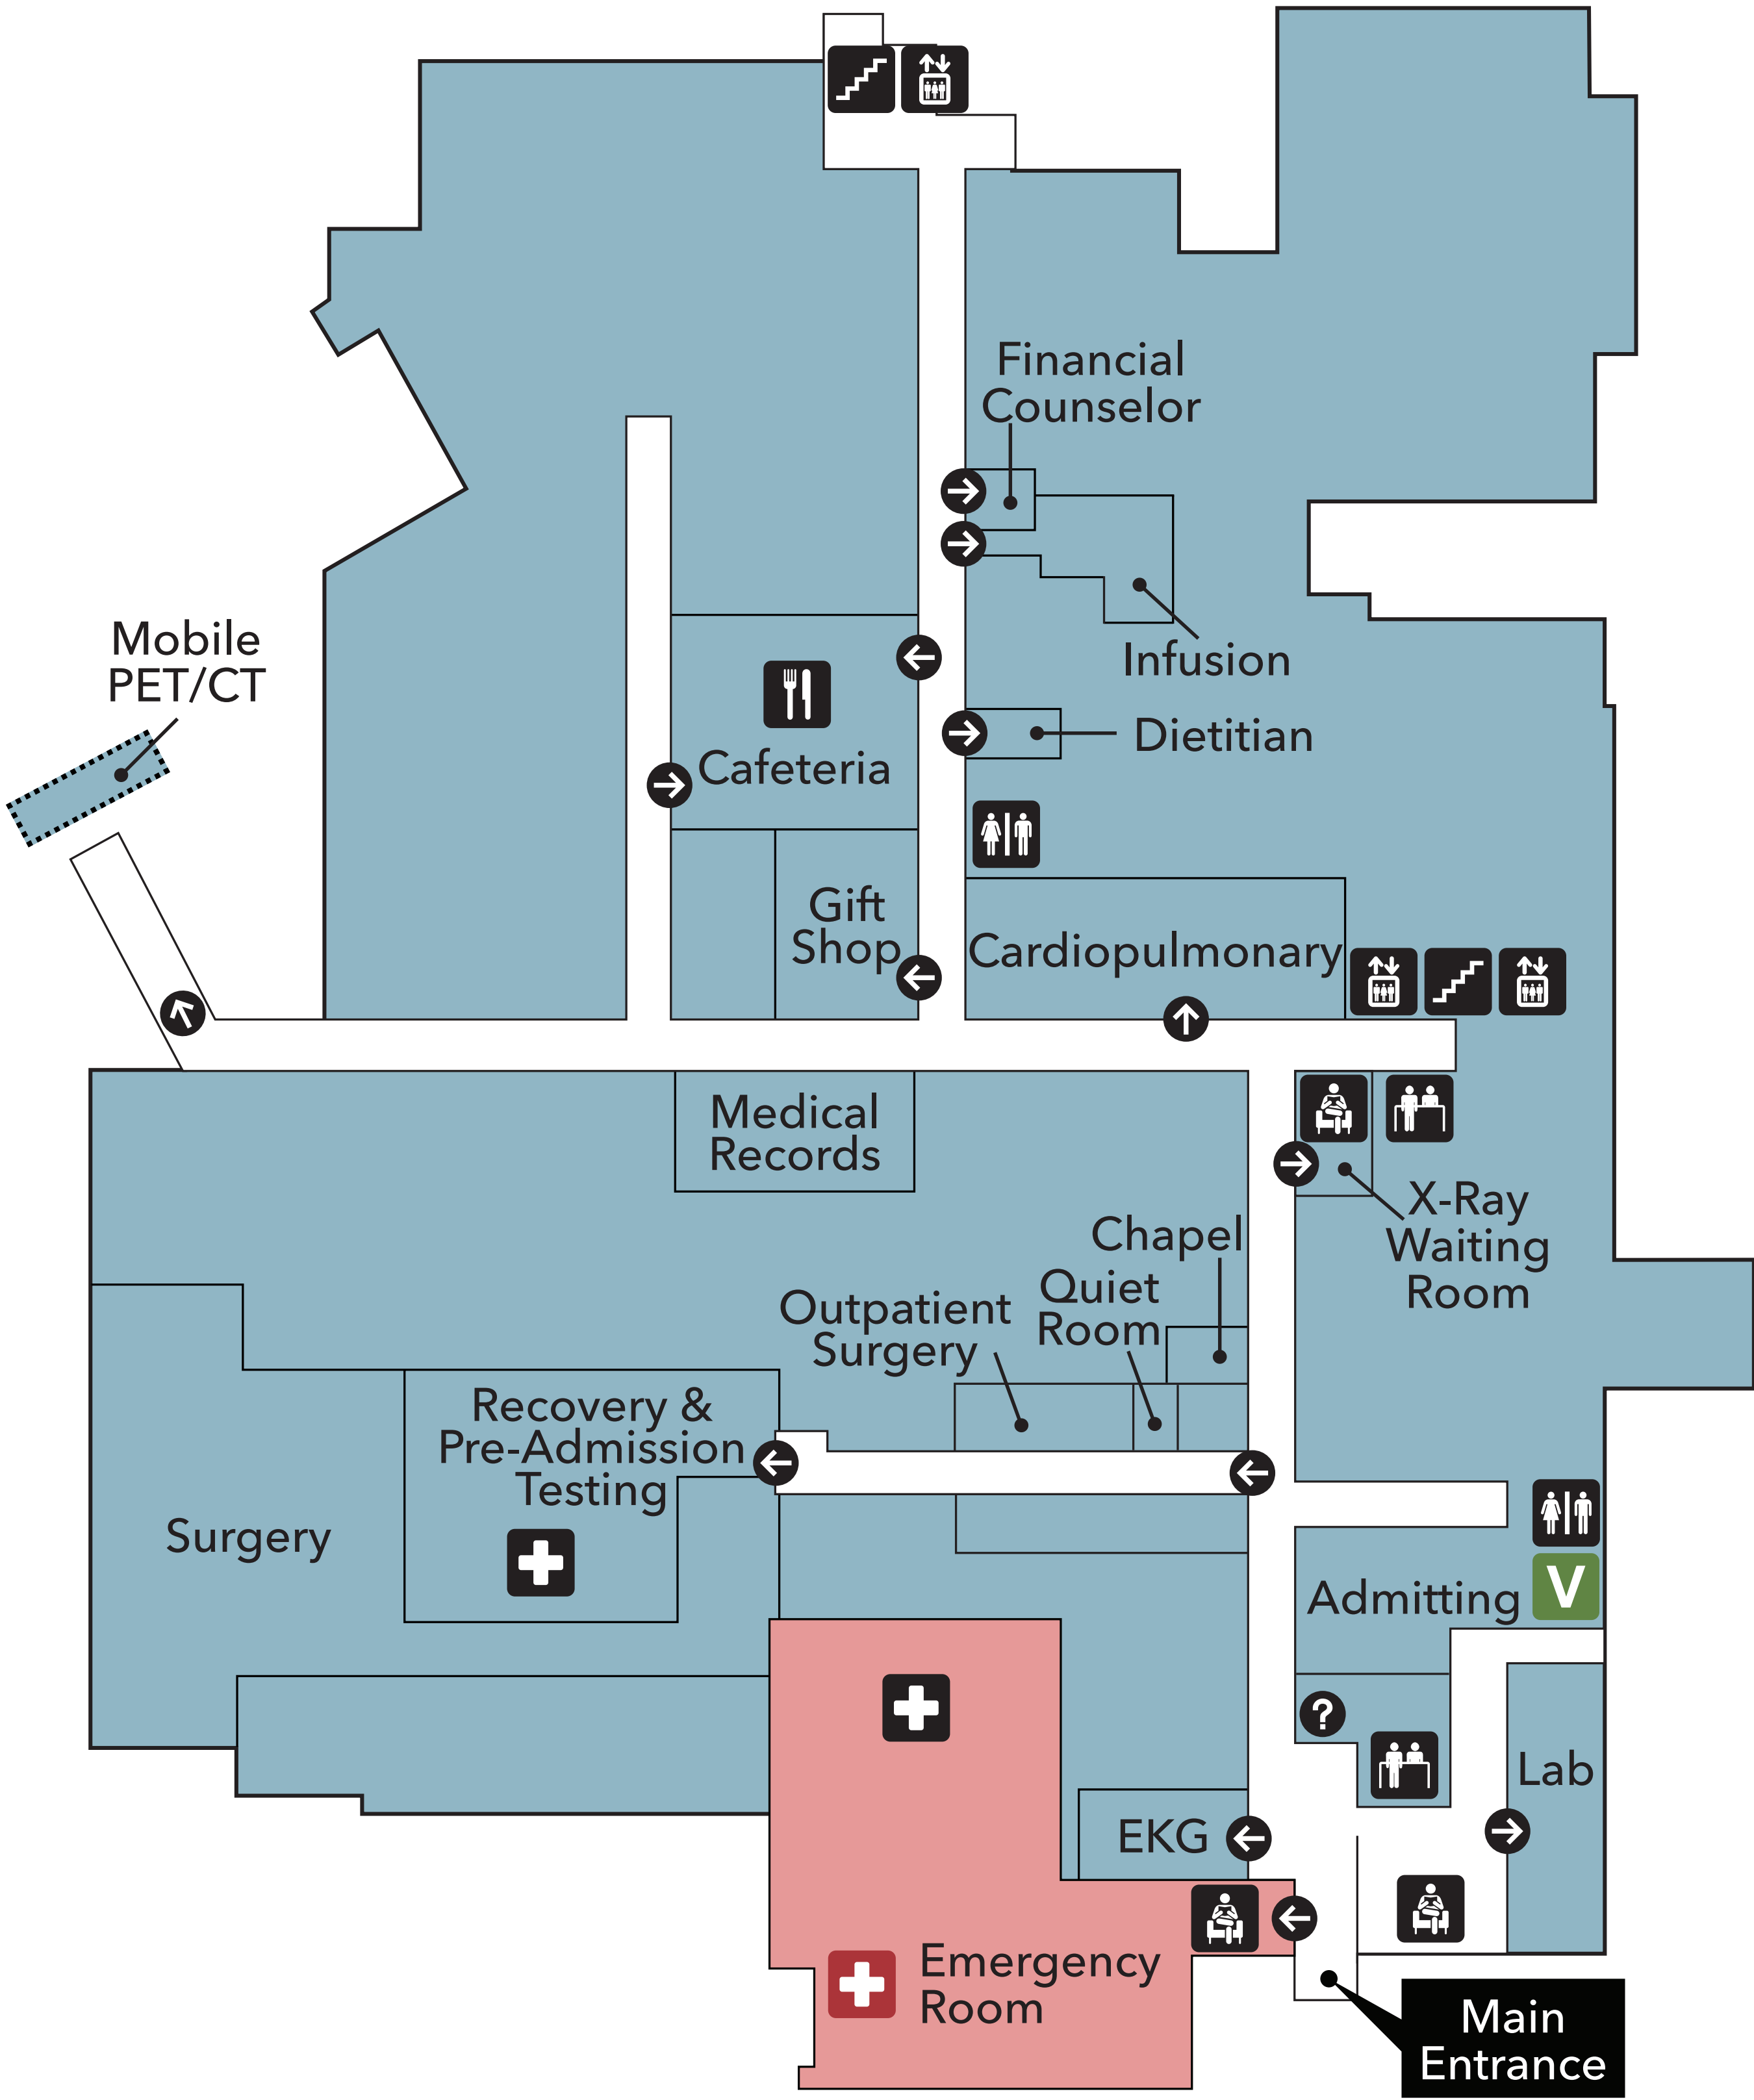 Financial
Counselor
Mobile
PET/CT
Infusion
Dietitian
Cafeteria
Gift
Shop
Cardiopulmonary
Medical
Records
X-Ray
Waiting
Room
Chapel
Quiet
Room
Outpatient
Surgery
Recovery &
Pre-Admission
Testing
Surgery
Admitting
V
?
Lab
EKG
Emergency
Room
Main
Entrance